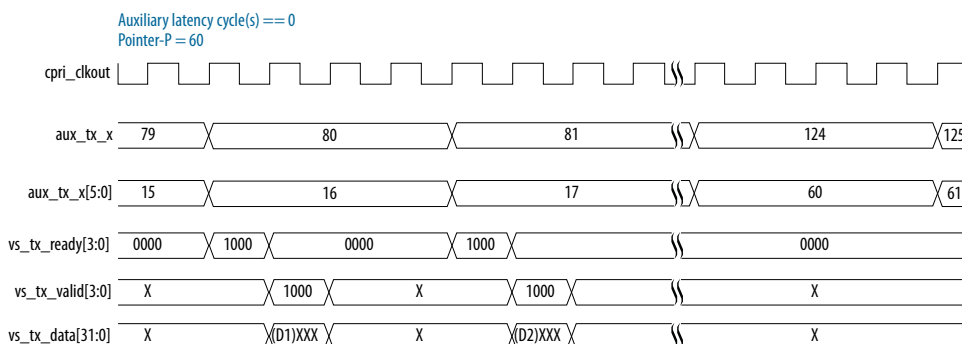 Auxiliary latency cycle(s) == 0
Pointer-P = 60
cpri_clkout
aux_tx_x 79 80 81 124 125
aux_tx_x[5:0] 15 16 17 60 61
vs_tx_ready[3:0] 0000 1000 0000 1000 0000
vs_tx_valid[3:0] X 1000 X 1000 X
vs_tx_data[31:0] X (D1)XXX X (D2)XXX X